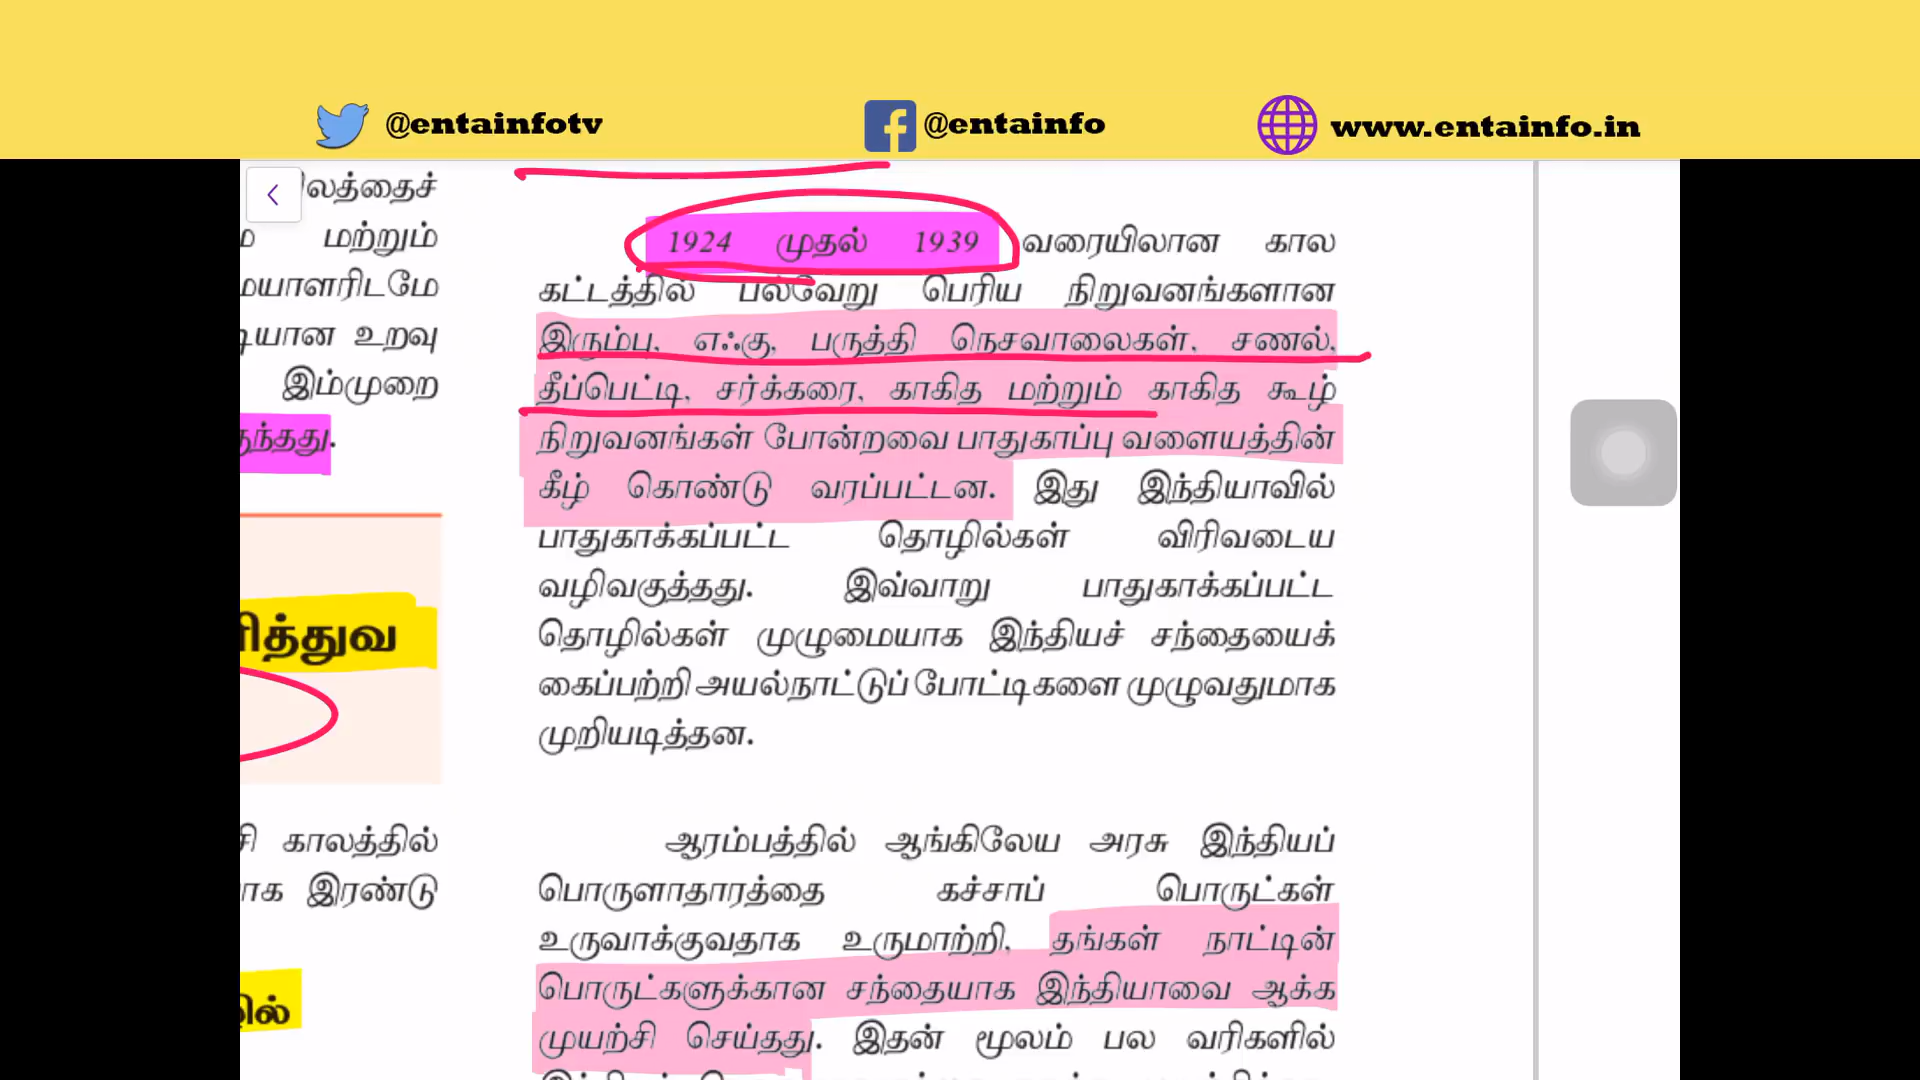 @entainfotv
@entainfo
www.entainfo.in
லத்தைச்
மற்றும்
மயாளரிடமே
டியான உறவு
இம்முறை
ருந்தது.
ரித்துவ
சி காலத்தில்
ாக இரண்டு
ில்
1924 முதல் 1939 வரையிலான கால
கட்டத்தில் பல்வேறு பெரிய நிறுவனங்களான
இரும்பு, எஃகு, பருத்தி நெசவாலைகள், சணல்,
தீப்பெட்டி, சர்க்கரை, காகித மற்றும் காகித கூழ்
நிறுவனங்கள் போன்றவை பாதுகாப்பு வளையத்தின்
கீழ் கொண்டு வரப்பட்டன. இது இந்தியாவில்
பாதுகாக்கப்பட்ட தொழில்கள் விரிவடைய
வழிவகுத்தது. இவ்வாறு பாதுகாக்கப்பட்ட
தொழில்கள் முழுமையாக இந்தியச் சந்தையைக்
கைப்பற்றி அயல்நாட்டுப் போட்டிகளை முழுவதுமாக
முறியடித்தன.
ஆரம்பத்தில் ஆங்கிலேய அரசு இந்தியப்
பொருளாதாரத்தை கச்சாப் பொருட்கள்
உருவாக்குவதாக உருமாற்றி, தங்கள் நாட்டின்
பொருட்களுக்கான சந்தையாக இந்தியாவை ஆக்க
முயற்சி செய்தது. இதன் மூலம் பல வரிகளில்